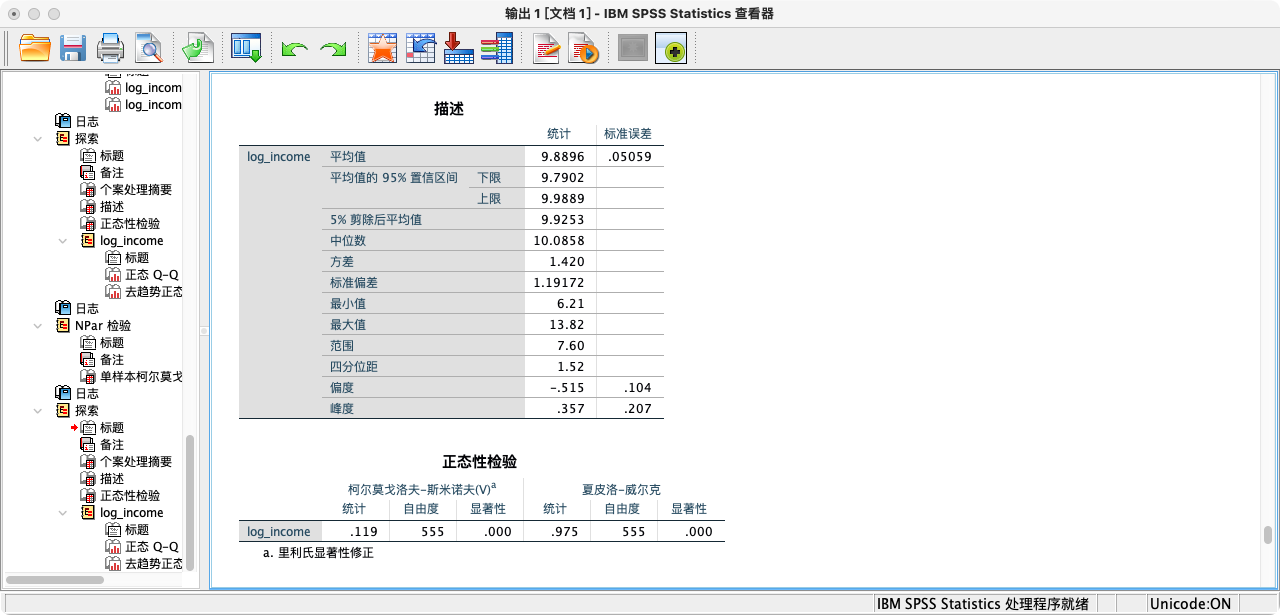 输出 1 [文档 1] - IBM SPSS Statistics 查看器
log_incom
log_incom
日志
探索
标题
备注
个案处理摘要
描述
正态性检验
log_income
标题
正态 Q-Q
去趋势正态
日志
NPar 检验
标题
备注
单样本柯尔莫戈
日志
探索
标题
备注
个案处理摘要
描述
正态性检验
log_income
标题
正态 Q-Q
去趋势正态
描述
统计 标准误差
log_income 平均值 9.8896 .05059
平均值的 95% 置信区间 下限 9.7902
上限 9.9889
5% 剪除后平均值 9.9253
中位数 10.0858
方差 1.420
标准偏差 1.19172
最小值 6.21
最大值 13.82
范围 7.60
四分位距 1.52
偏度 -.515 .104
峰度 .357 .207
正态性检验
柯尔莫戈洛夫-斯米诺夫(V)a 夏皮洛-威尔克
统计 自由度 显著性 统计 自由度 显著性
log_income .119 555 .000 .975 555 .000
a. 里利氏显著性修正
IBM SPSS Statistics 处理程序就绪 Unicode:ON